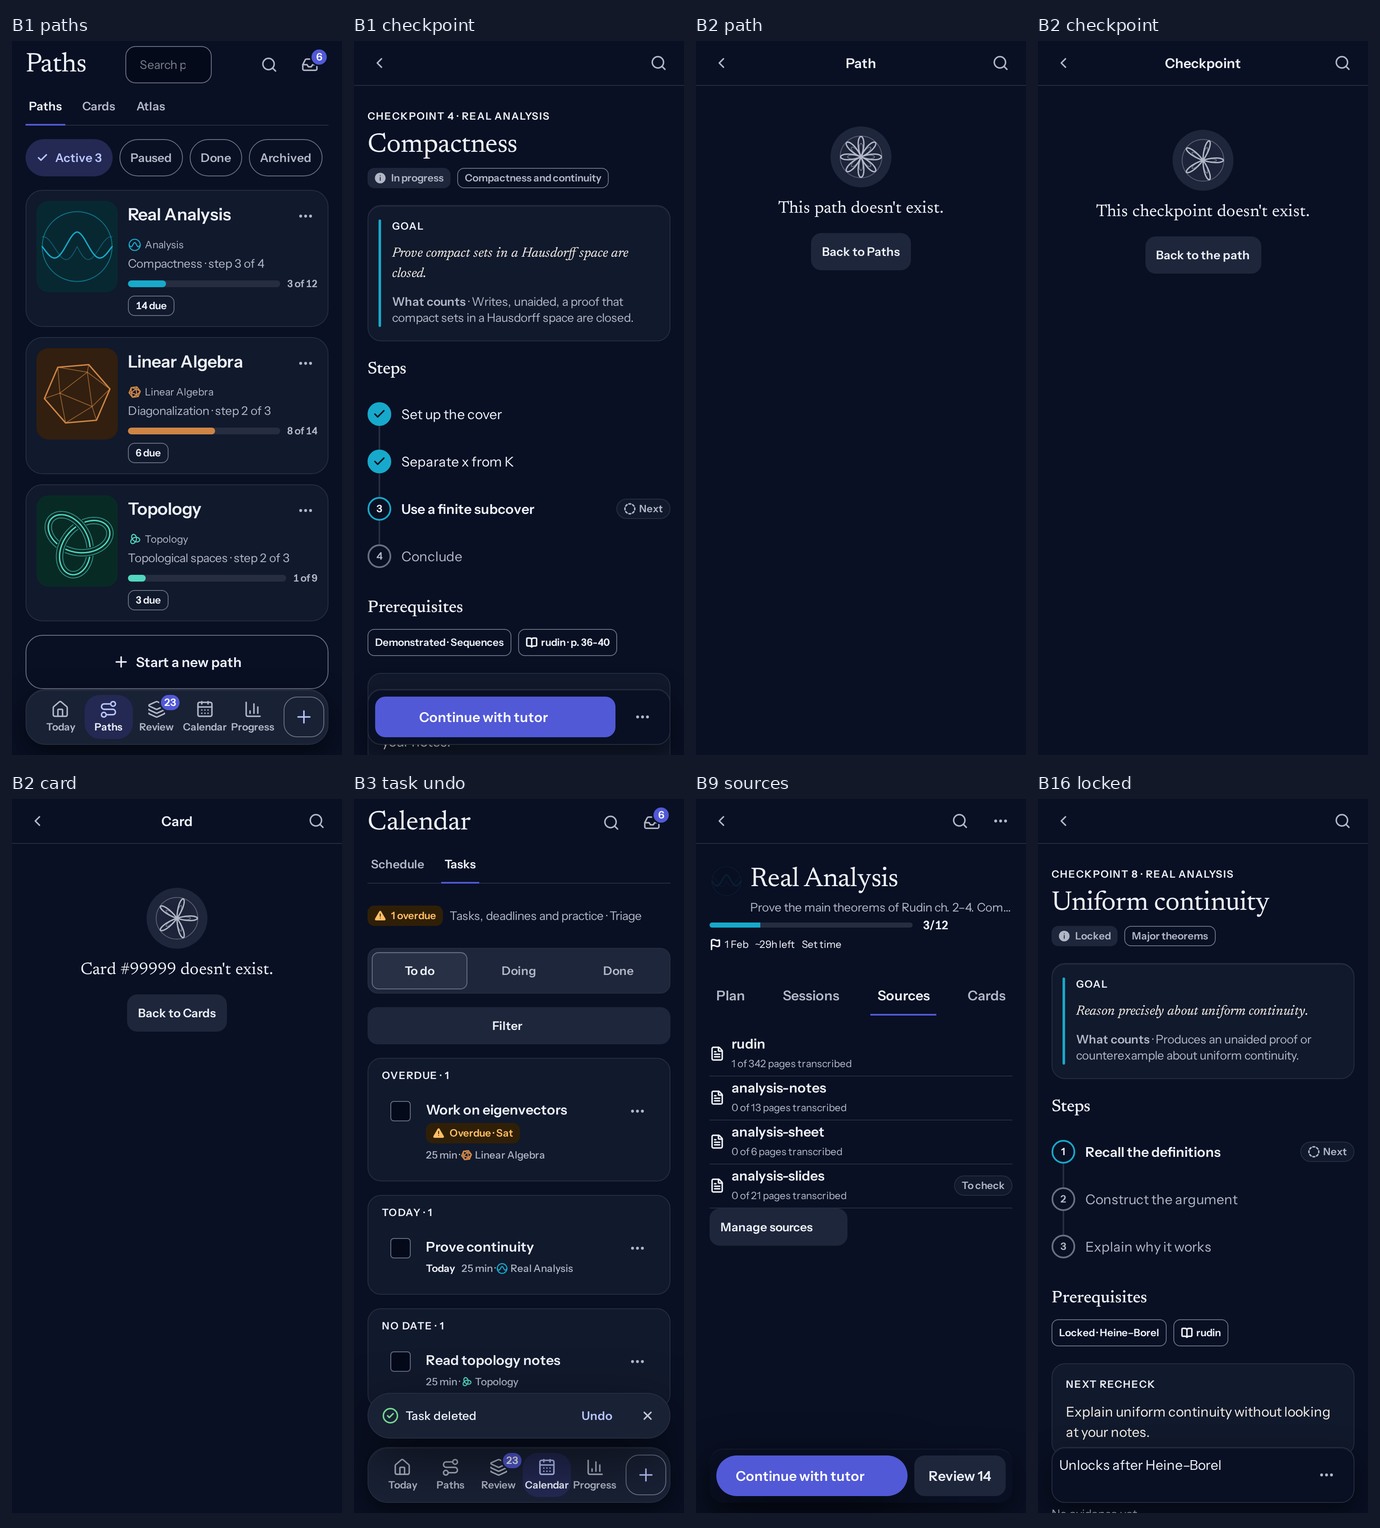 B1 paths
Paths
Search p
6
Paths Cards Atlas
Active 3 Paused Done Archived
Real Analysis
Analysis
Compactness · step 3 of 4
3 of 12
14 due
Linear Algebra
Linear Algebra
Diagonalization · step 2 of 3
8 of 14
6 due
Topology
Topology
Topological spaces · step 2 of 3
1 of 9
3 due
Start a new path
23
Today Paths Review Calendar Progress
B1 checkpoint
CHECKPOINT 4 · REAL ANALYSIS
Compactness
In progress Compactness and continuity
GOAL
Prove compact sets in a Hausdorff space are
closed.
What counts · Writes, unaided, a proof that
compact sets in a Hausdorff space are closed.
Steps
Set up the cover
Separate x from K
3 Use a finite subcover Next
4 Conclude
Prerequisites
Demonstrated · Sequences rudin · p. 36-40
Continue with tutor
your notes.
B2 path
Path
This path doesn't exist.
Back to Paths
B2 checkpoint
Checkpoint
This checkpoint doesn't exist.
Back to the path
B2 card
Card
Card #99999 doesn't exist.
Back to Cards
B3 task undo
Calendar
6
Schedule Tasks
1 overdue Tasks, deadlines and practice · Triage
To do Doing Done
Filter
OVERDUE · 1
Work on eigenvectors
Overdue · Sat
25 min · Linear Algebra
TODAY · 1
Prove continuity
Today 25 min · Real Analysis
NO DATE · 1
Read topology notes
25 min · Topology
Task deleted Undo
23
Today Paths Review Calendar Progress
B9 sources
Real Analysis
Prove the main theorems of Rudin ch. 2–4. Com...
3/12
1 Feb ~29h left Set time
Plan Sessions Sources Cards
rudin
1 of 342 pages transcribed
analysis-notes
0 of 13 pages transcribed
analysis-sheet
0 of 6 pages transcribed
analysis-slides
0 of 21 pages transcribed
To check
Manage sources
Continue with tutor Review 14
B16 locked
CHECKPOINT 8 · REAL ANALYSIS
Uniform continuity
Locked Major theorems
GOAL
Reason precisely about uniform continuity.
What counts · Produces an unaided proof or
counterexample about uniform continuity.
Steps
1 Recall the definitions Next
2 Construct the argument
3 Explain why it works
Prerequisites
Locked · Heine–Borel rudin
NEXT RECHECK
Explain uniform continuity without looking
at your notes.
Unlocks after Heine–Borel